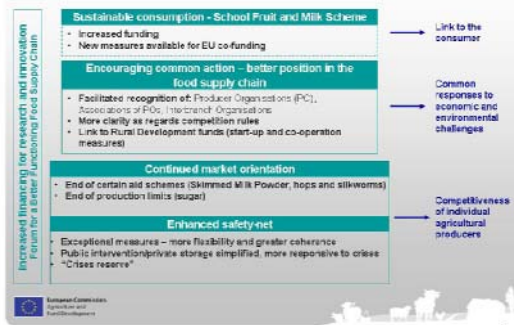 Increased financing for research and innovation
Forum for a Better Functioning Food Supply Chain
Sustainable consumption - School Fruit and Milk Scheme
• Increased funding
• New measures available for EU co-funding
Link to the
consumer
Encouraging common action – better position in the
food supply chain
• Facilitated recognition of: Producer Organisations (PO),
Associations of POs, Interbranch Organisations
• More clarity as regards competition rules
• Link to Rural Development funds (start-up and co-operation
measures)
Common
responses to
economic and
environmental
challenges
Continued market orientation
• End of certain aid schemes (Skimmed Milk Powder, hops and silkworms)
• End of production limits (sugar)
Enhanced safety-net
• Exceptional measures – more flexibility and greater coherance
• Public intervention/private storage simplified, more responsive to crises
• "Crises reserve"
Competitiveness
of individual
agricultural
producers
European Commission
Agriculture and
Rural Development